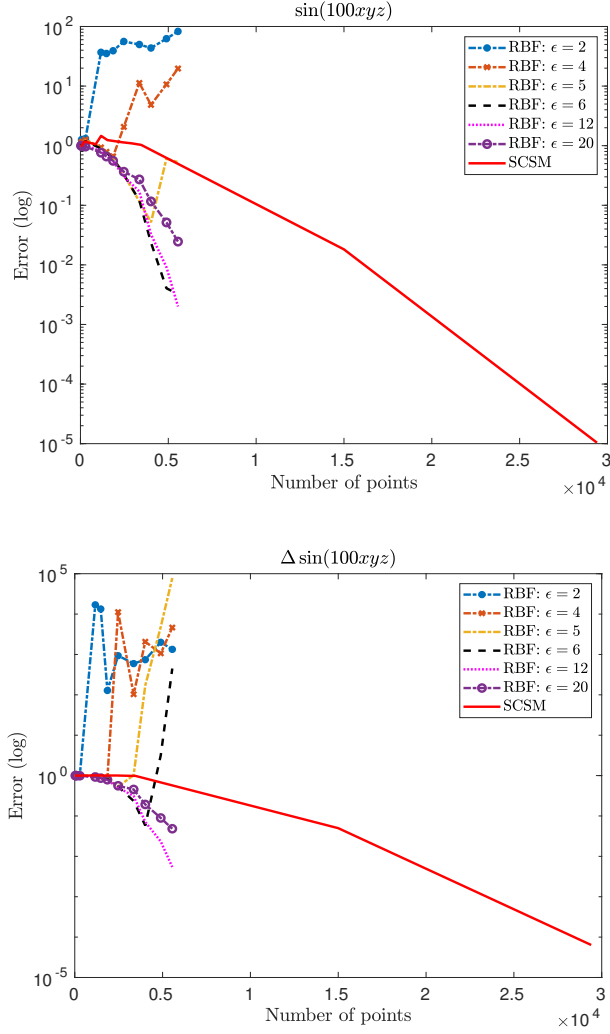 sin(100xyz)
10^2
10^1
10^0
10^-1
10^-2
10^-3
10^-4
10^-5
Error (log)
RBF: ϵ = 2
RBF: ϵ = 4
RBF: ϵ = 5
RBF: ϵ = 6
RBF: ϵ = 12
RBF: ϵ = 20
SCSM
0 0.5 1 1.5 2 2.5 30
Number of points
×10^4
Δ sin(100xyz)
10^5
10^0
10^-5
Error (log)
RBF: ϵ = 2
RBF: ϵ = 4
RBF: ϵ = 5
RBF: ϵ = 6
RBF: ϵ = 12
RBF: ϵ = 20
SCSM
0 0.5 1 1.5 2 2.5 3
Number of points
×10^4